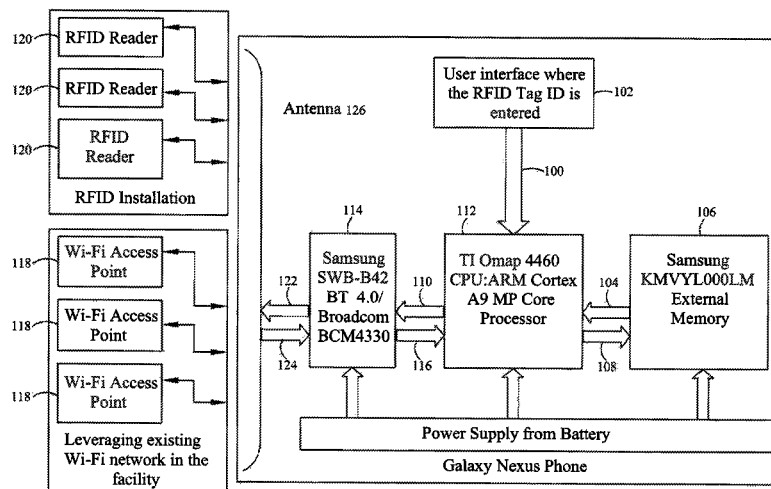 120
RFID Reader
120
RFID Reader
120
RFID
Reader
RFID Installation
118
Wi-Fi Access
Point
118
Wi-Fi Access
Point
118
Wi-Fi Access
Point
Leveraging existing
Wi-Fi network in the
facility
Antenna 126
User interface where
the RFID Tag ID is
entered
102
100
114
Samsung
SWB-B42
BT 4.0/
Broadcom
BCM4330
122
124
110
116
112
TI Omap 4460
CPU:ARM Cortex
A9 MP Core
Processor
104
108
106
Samsung
KMVYL000LM
External
Memory
Power Supply from Battery
Galaxy Nexus Phone